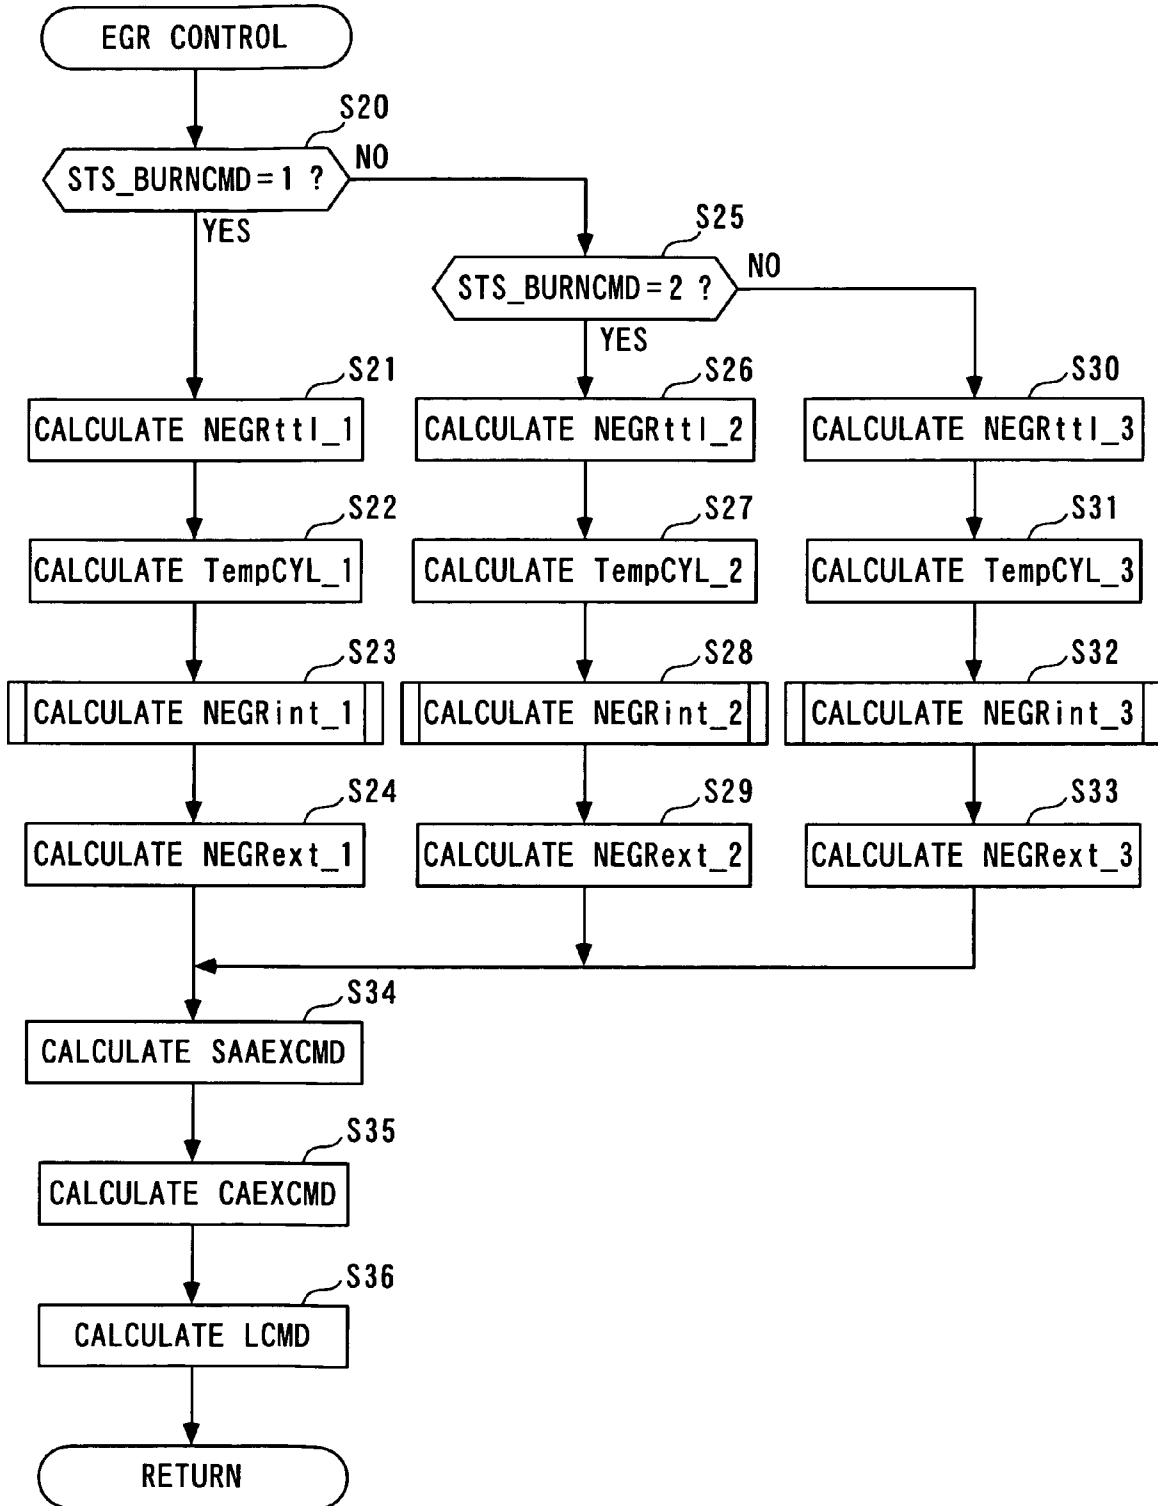 EGR CONTROL
S20
STS_BURNCMD=1 ?
NO
YES
S25
STS_BURNCMD=2 ?
NO
YES
S21
S26
S30
CALCULATE NEGRttl_1
CALCULATE NEGRttl_2
CALCULATE NEGRttl_3
S22
S27
S31
CALCULATE TempCYL_1
CALCULATE TempCYL_2
CALCULATE TempCYL_3
S23
S28
S32
CALCULATE NEGRint_1
CALCULATE NEGRint_2
CALCULATE NEGRint_3
S24
S29
S33
CALCULATE NEGRext_1
CALCULATE NEGRext_2
CALCULATE NEGRext_3
S34
CALCULATE SAAEXCMD
S35
CALCULATE CAEXCMD
S36
CALCULATE LCMD
RETURN